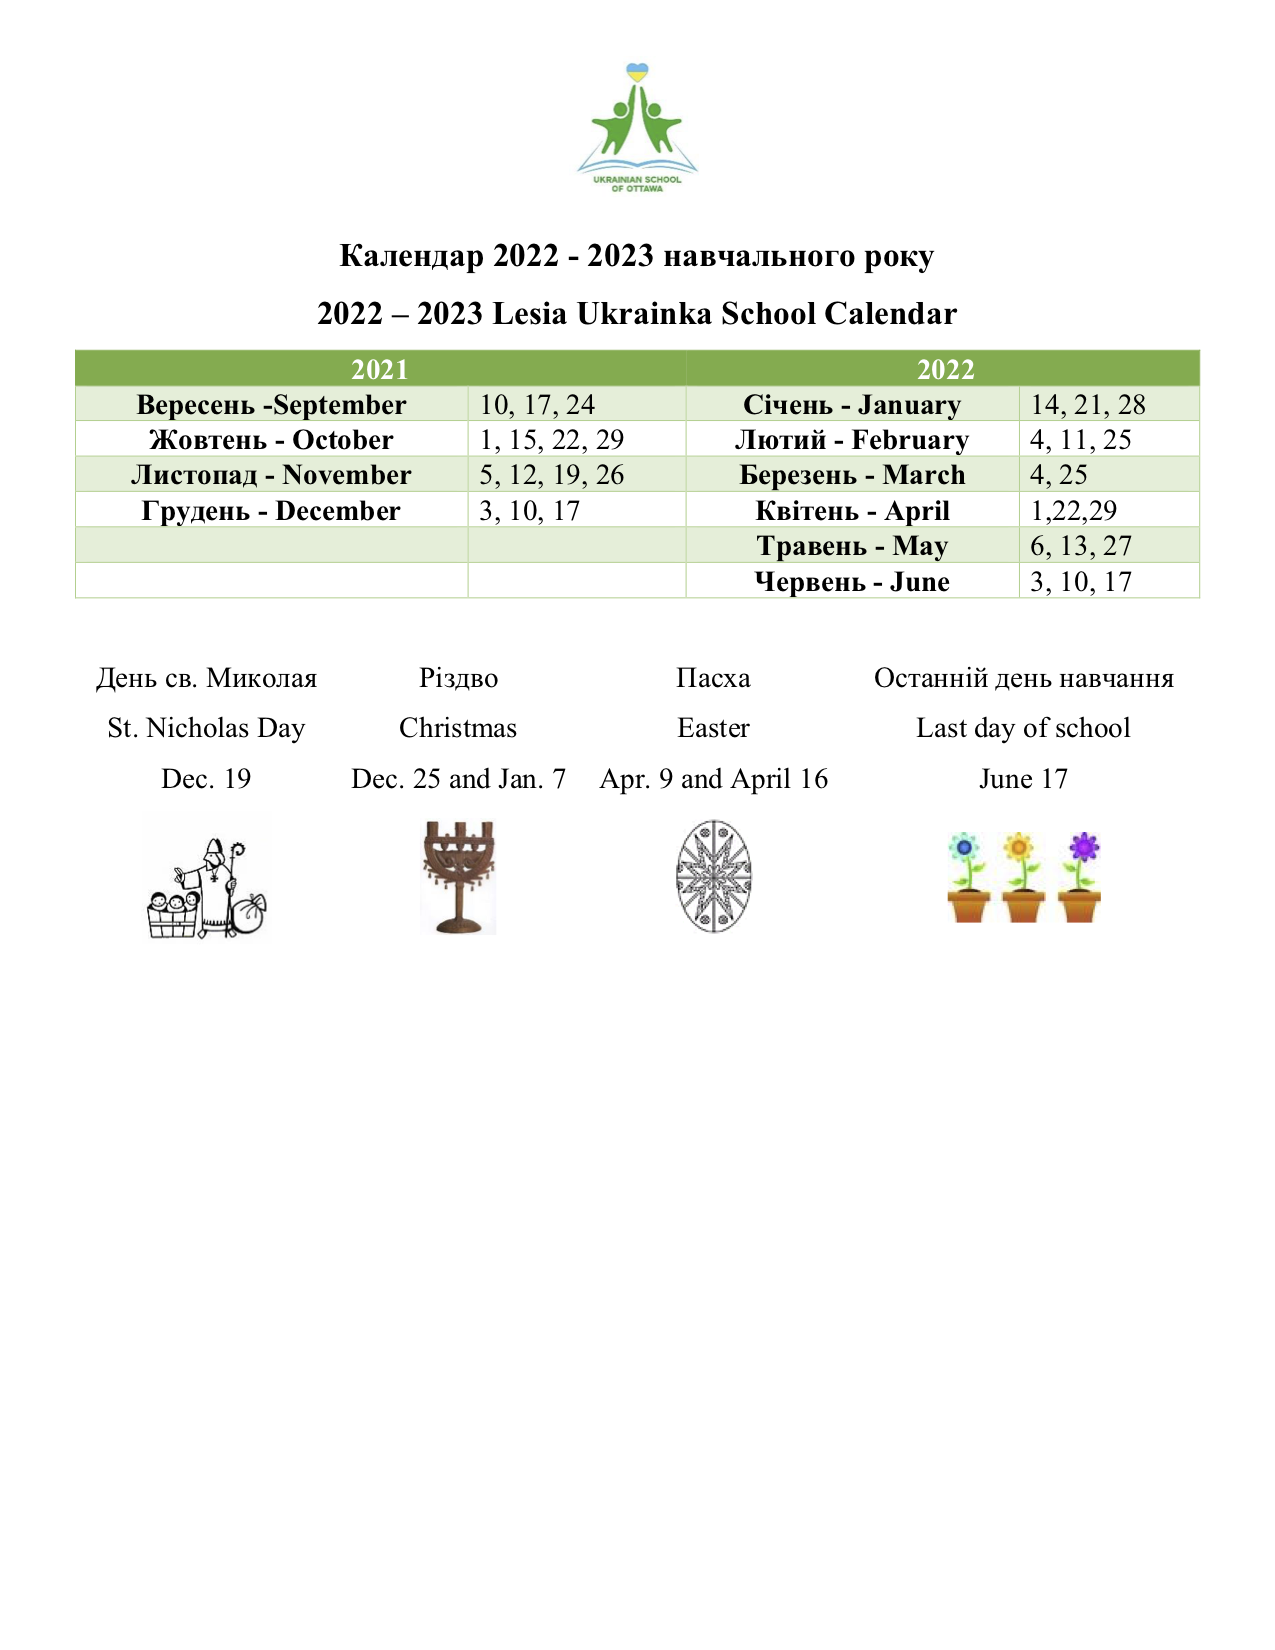 UKRAINIAN SCHOOL
OF OTTAWA
Календар 2022 - 2023 навчального року
2022 – 2023 Lesia Ukrainka School Calendar
2021 2022
Вересень -September 10, 17, 24 Січень - January 14, 21, 28
Жовтень - October 1, 15, 22, 29 Лютий - February 4, 11, 25
Листопад - November 5, 12, 19, 26 Березень - March 4, 25
Грудень - December 3, 10, 17 Квітень - April 1,22,29
Травень - May 6, 13, 27
Червень - June 3, 10, 17
День св. Миколая Різдво Пасха Останній день навчання
St. Nicholas Day Christmas Easter Last day of school
Dec. 19 Dec. 25 and Jan. 7 Apr. 9 and April 16 June 17